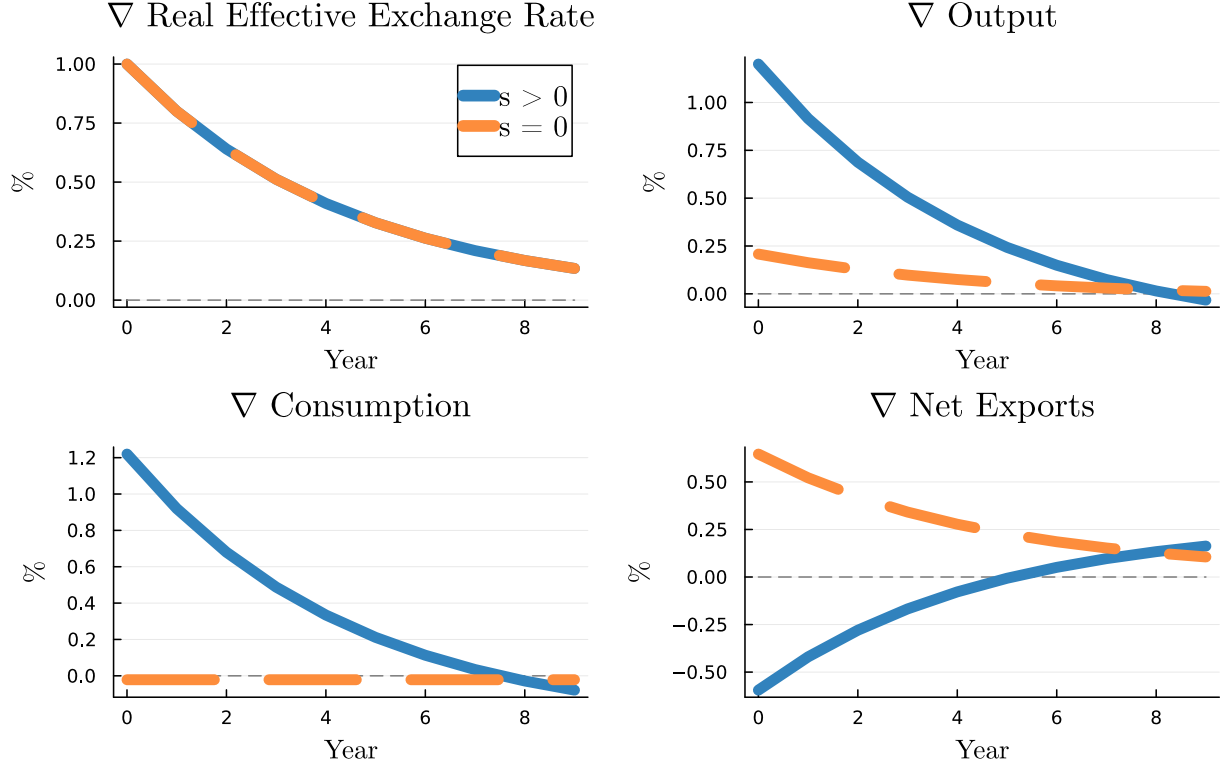 ∇ Real Effective Exchange Rate
%
1.00
0.75
0.50
0.25
0.00
0 2 4 6 8
Year
s > 0
s = 0
∇ Output
%
1.00
0.75
0.50
0.25
0.00
0 2 4 6 8
Year
∇ Consumption
%
1.2
1.0
0.8
0.6
0.4
0.2
0.0
0 2 4 6 8
Year
∇ Net Exports
%
0.50
0.25
0.00
−0.25
−0.50
0 2 4 6 8
Year